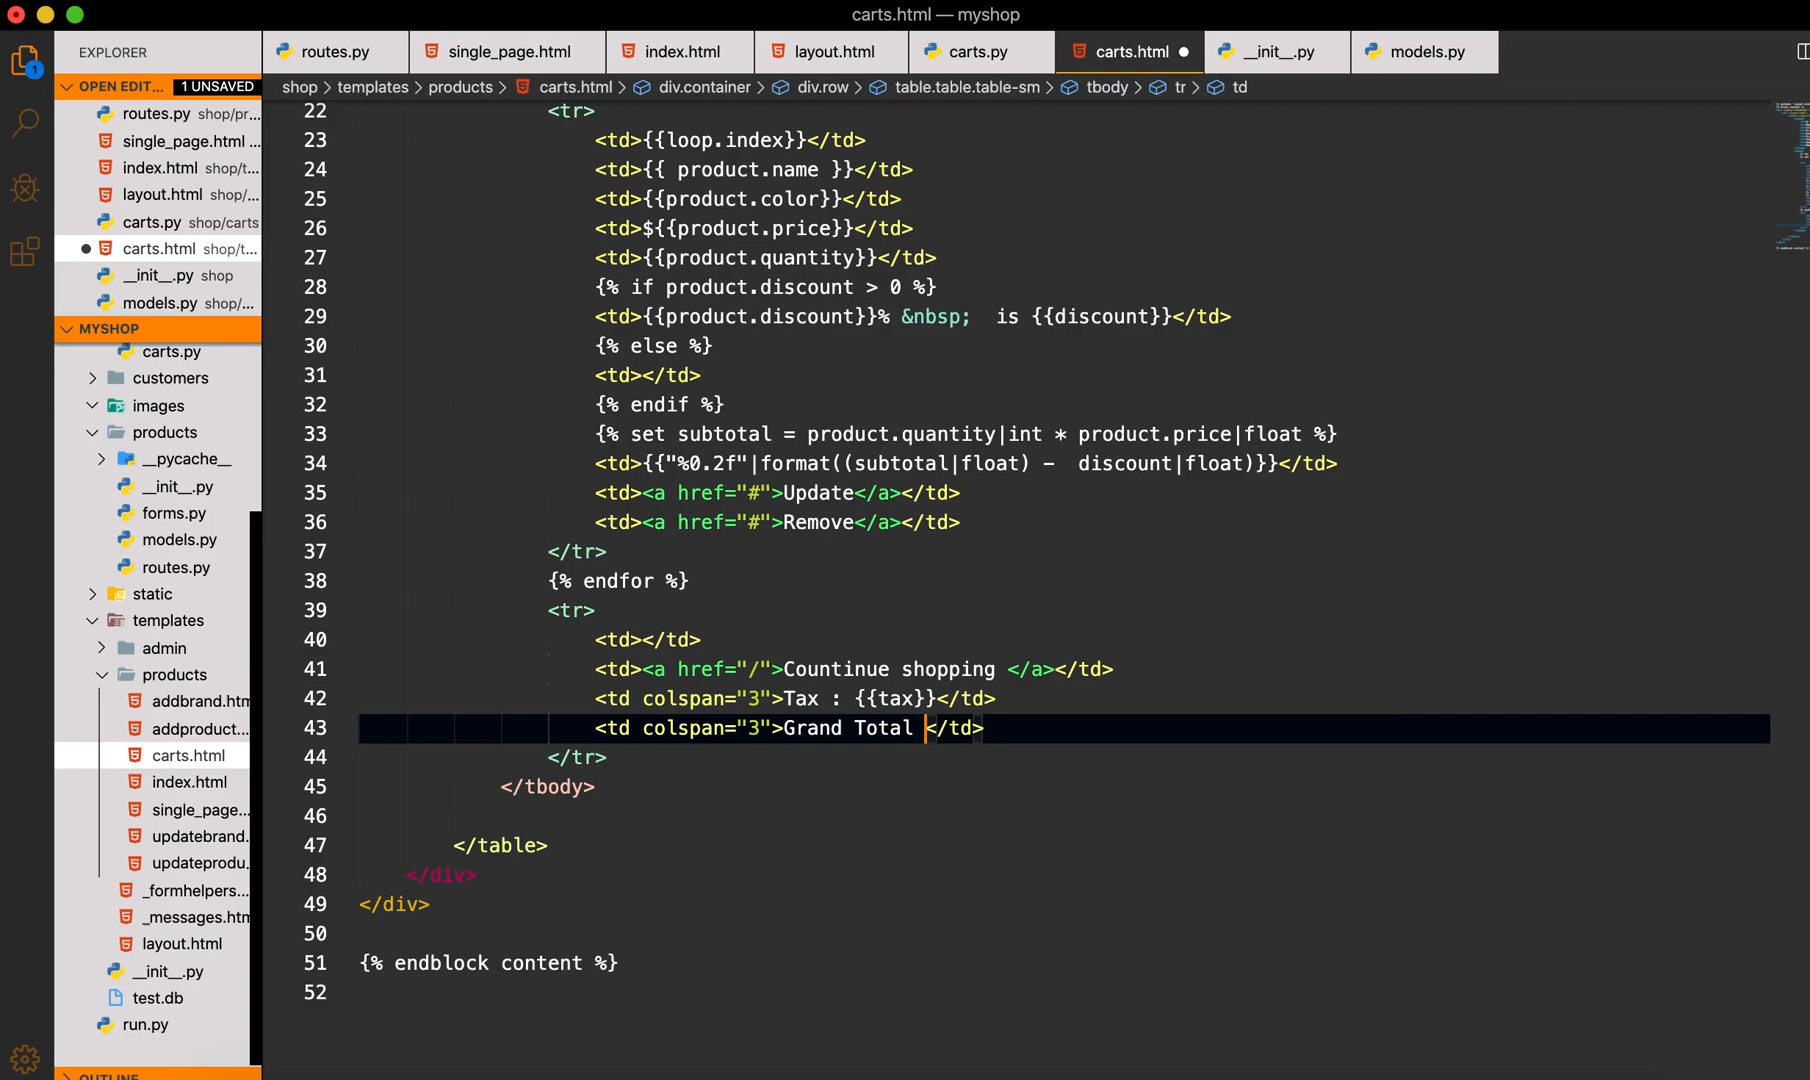 carts.html — myshop
EXPLORER
routes.py
single_page.html
index.html
layout.html
carts.py
carts.html
__init__.py
models.py
OPEN EDIT... 1 UNSAVED
shop > templates > products > carts.html > div.container > div.row > table.table.table-sm > tbody > tr > td
routes.py shop/pr...
single_page.html ...
index.html shop/t...
layout.html shop/...
carts.py shop/carts
carts.html shop/t...
__init__.py shop
models.py shop/...
MYSHOP
carts.py
customers
images
products
__pycache__
__init__.py
forms.py
models.py
routes.py
static
templates
admin
products
addbrand.htm
addproduct...
carts.html
index.html
single_page...
updatebrand.
updateprodu.
_formhelpers...
_messages.htm
layout.html
__init__.py
test.db
run.py
OUTLINE
1
22 <tr>
23 <td>{{loop.index}}</td>
24 <td>{{ product.name }}</td>
25 <td>{{product.color}}</td>
26 <td>${{product.price}}</td>
27 <td>{{product.quantity}}</td>
28 {% if product.discount > 0 %}
29 <td>{{product.discount}}% &nbsp;  is {{discount}}</td>
30 {% else %}
31 <td></td>
32 {% endif %}
33 {% set subtotal = product.quantity|int * product.price|float %}
34 <td>{{"%0.2f"|format((subtotal|float) -  discount|float)}}</td>
35 <td><a href="#">Update</a></td>
36 <td><a href="#">Remove</a></td>
37 </tr>
38 {% endfor %}
39 <tr>
40 <td></td>
41 <td><a href="/">Countinue shopping </a></td>
42 <td colspan="3">Tax : {{tax}}</td>
43 <td colspan="3">Grand Total </td>
44 </tr>
45 </tbody>
46
47 </table>
48 </div>
49 </div>
50
51 {% endblock content %}
52